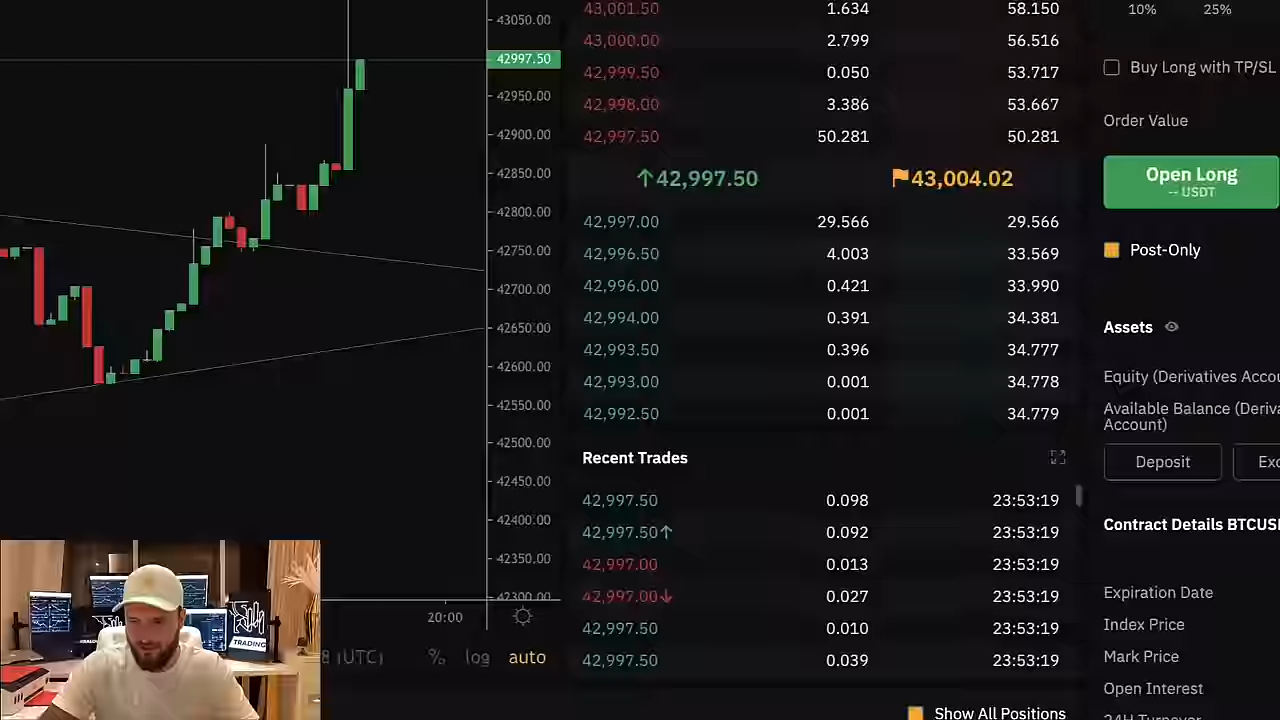 43050.00
42997.50
42950.00
42900.00
42850.00
42800.00
42750.00
42700.00
42650.00
42600.00
42550.00
42500.00
42450.00
42400.00
42350.00
42300.00
20:00
8 (UTC)
%
log
auto
TRADING
43,001.50 1.634 58.150
43,000.00 2.799 56.516
42,999.50 0.050 53.717
42,998.00 3.386 53.667
42,997.50 50.281 50.281
↑42,997.50 43,004.02
42,997.00 29.566 29.566
42,996.50 4.003 33.569
42,996.00 0.421 33.990
42,994.00 0.391 34.381
42,993.50 0.396 34.777
42,993.00 0.001 34.778
42,992.50 0.001 34.779
Recent Trades
42,997.50 0.098 23:53:19
42,997.50↑ 0.092 23:53:19
42,997.00 0.013 23:53:19
42,997.00↓ 0.027 23:53:19
42,997.50 0.010 23:53:19
42,997.50 0.039 23:53:19
Show All Positions
10% 25%
Buy Long with TP/SL
Order Value
Open Long
-- USDT
Post-Only
Assets
Equity (Derivatives Accou
Available Balance (Deriva
Account)
Deposit
Exc
Contract Details BTCUS
Expiration Date
Index Price
Mark Price
Open Interest
24H Turnover